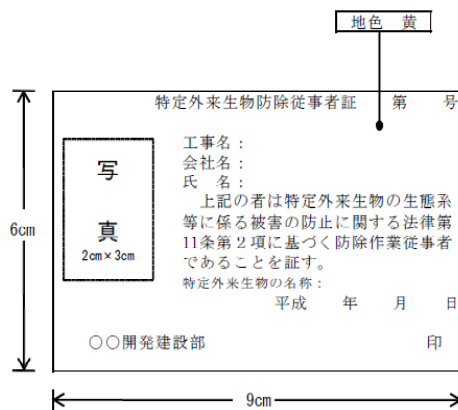 地色　黄
特定外来生物防除従事者証　　第　　号
工事名：
会社名：
氏　名：
写
真
2cm×3cm
上記の者は特定外来生物の生態系
等に係る被害の防止に関する法律第
11条第２項に基づく防除作業従事者
であることを証す。
特定外来生物の名称：
平成　　年　　月　　日
○○開発建設部　　印
6cm
9cm